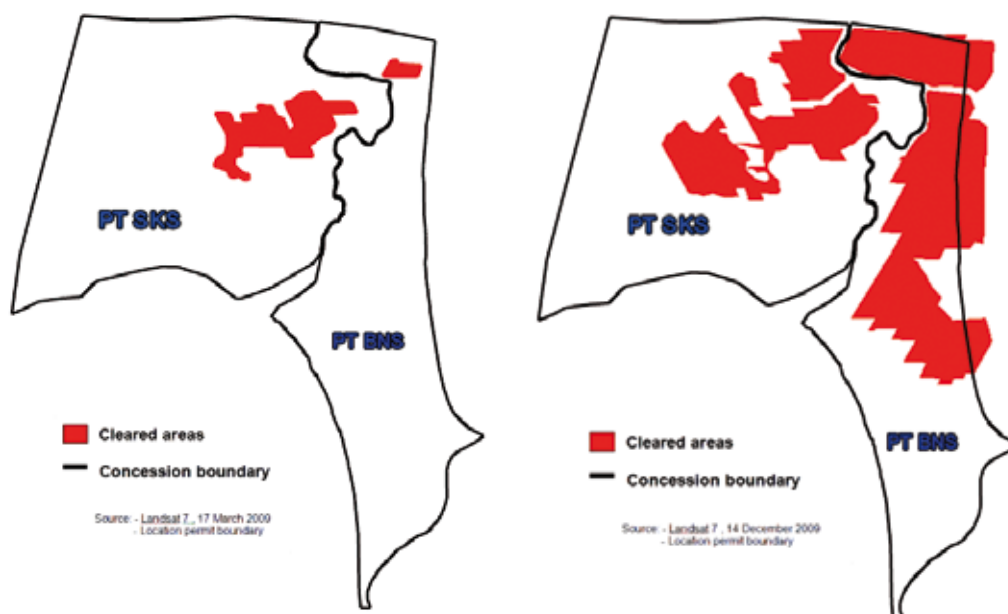 PT SKS
PT BNS
Cleared areas
Concession boundary
Source: - Landsat 7 , 17 March 2009
- Location permit boundary
PT SKS
PT BNS
Cleared areas
Concession boundary
Source: - Landsat 7 , 14 December 2009
- Location permit boundary